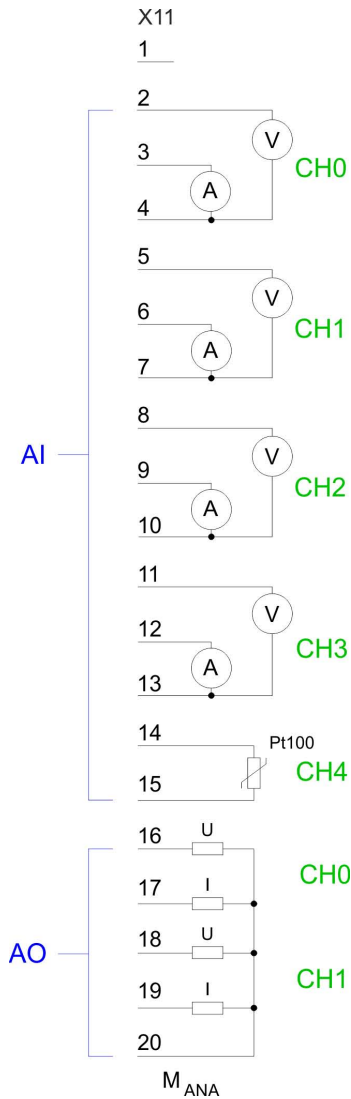 X11
1
2
V
CH0
3
A
4
5
V
CH1
6
A
7
8
V
AI
CH2
9
A
10
11
V
12
CH3
A
13
14
Pt100
CH4
15
16
U
CH0
17
I
18
U
AO
CH1
19
I
20
M ANA